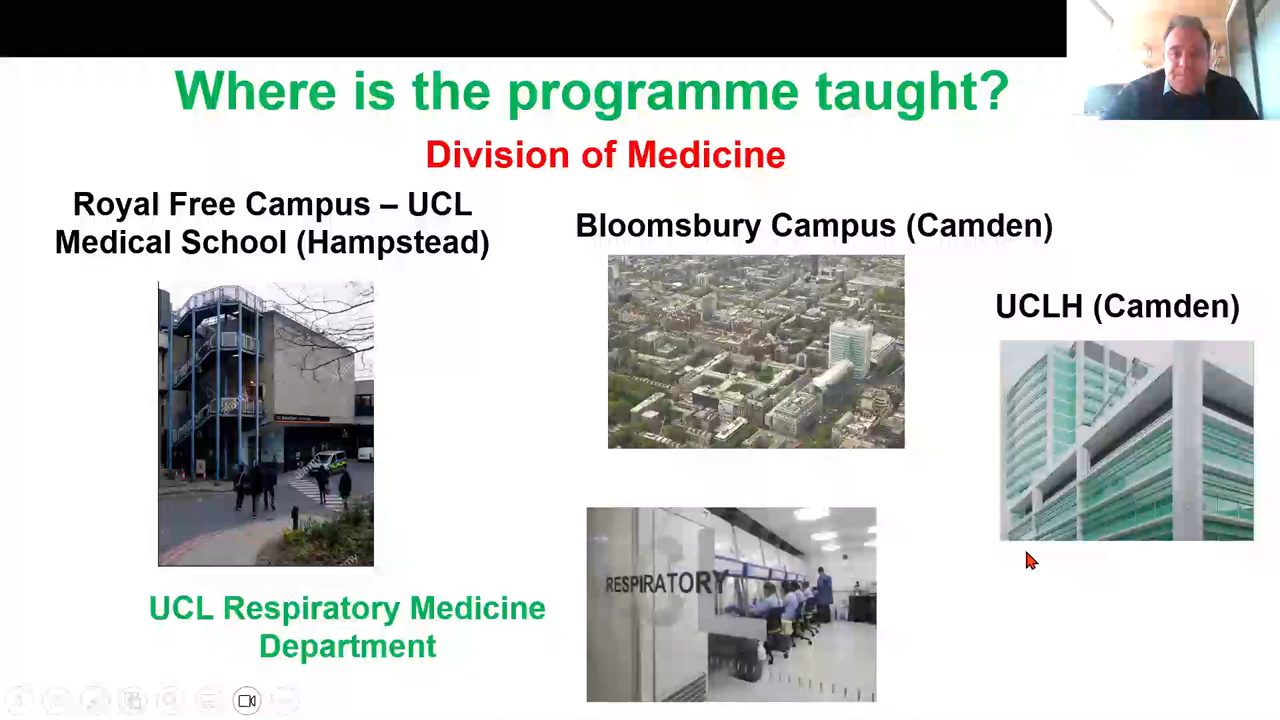 Where is the programme taught?
Division of Medicine
Royal Free Campus – UCL
Medical School (Hampstead)
Bloomsbury Campus (Camden)
UCLH (Camden)
RESPIRATORY
UCL Respiratory Medicine
Department